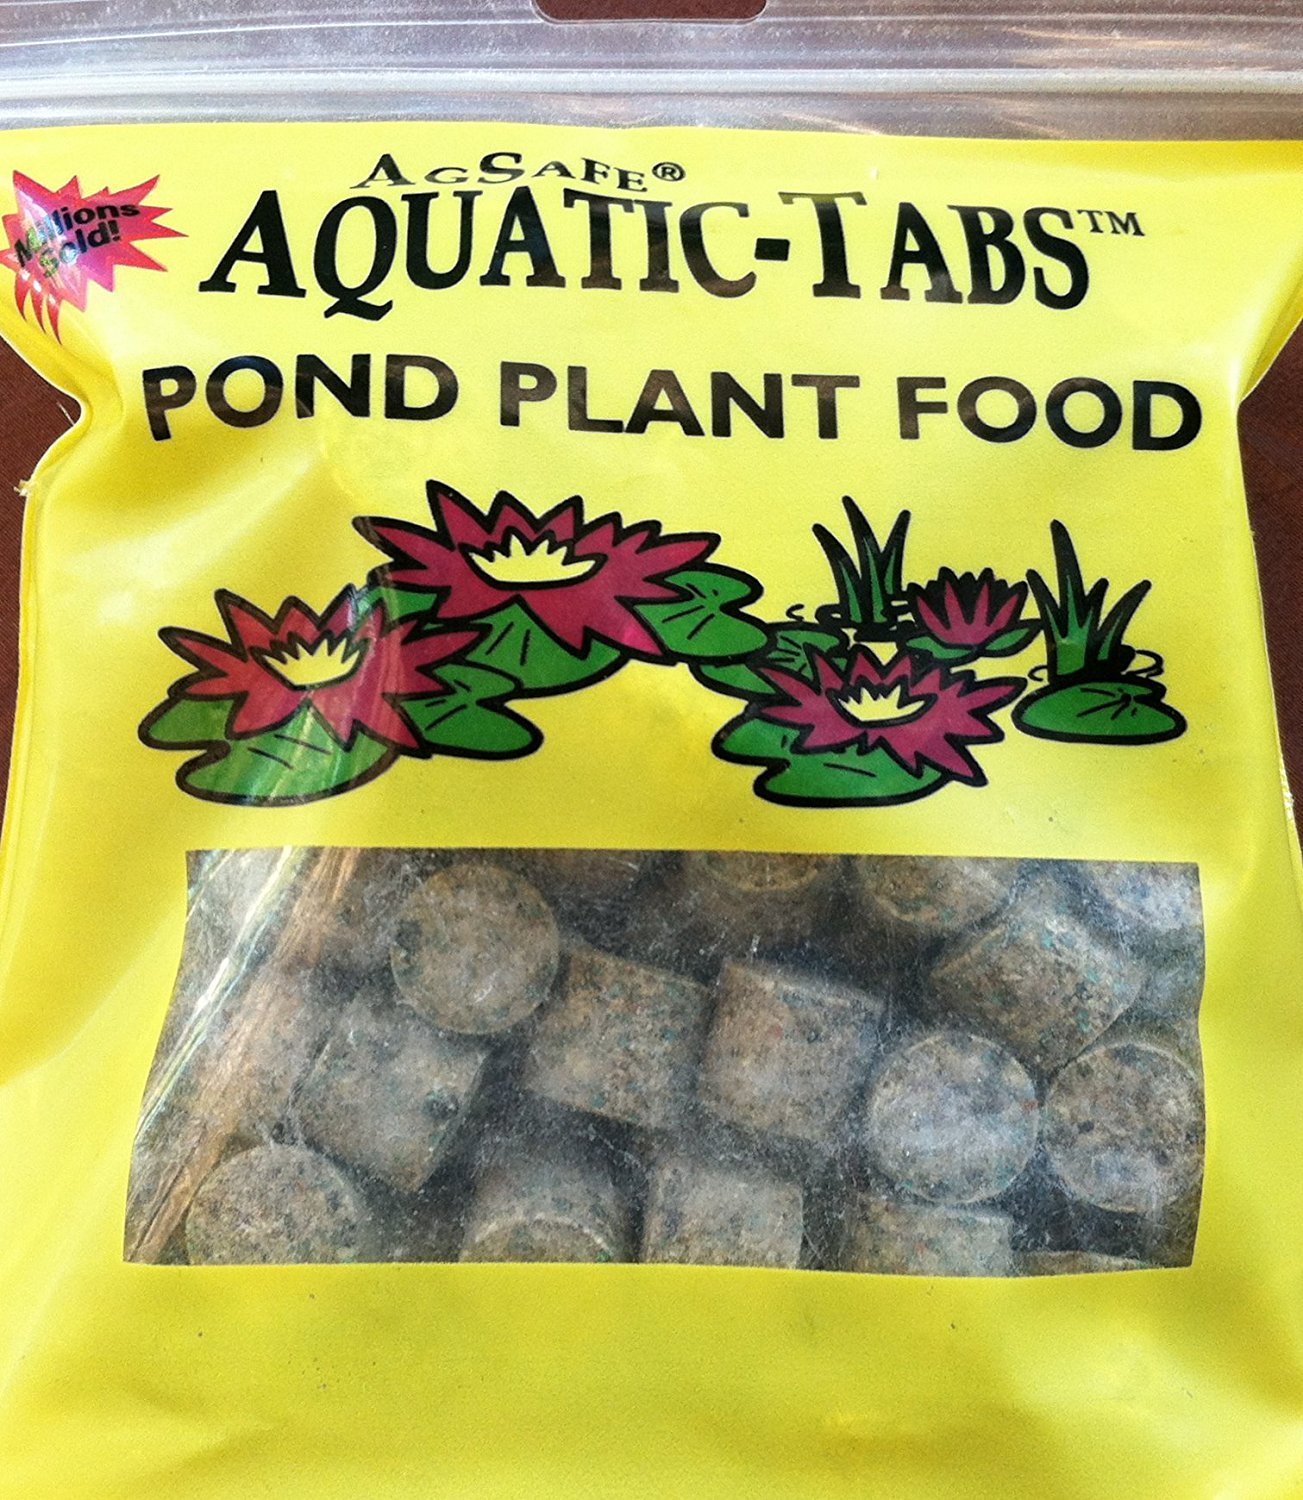 AGSAFE®
AQUATIC-TABS™
Millions
Sold!
POND PLANT FOOD